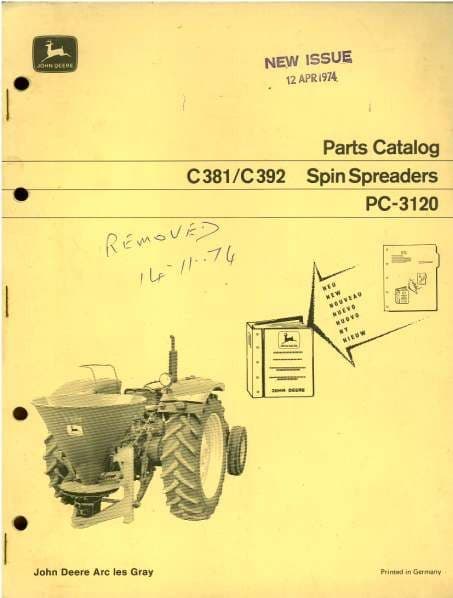 JOHN DEERE
NEW ISSUE
12 APR 1974
Parts Catalog
C381/C392 Spin Spreaders
PC-3120
REMOVED
14-11-74
NEU
NEW
NOUVEAU
NUEVO
NUOVO
NY
NIEUW
JOHN DEERE
John Deere Arc les Gray
Printed in Germany